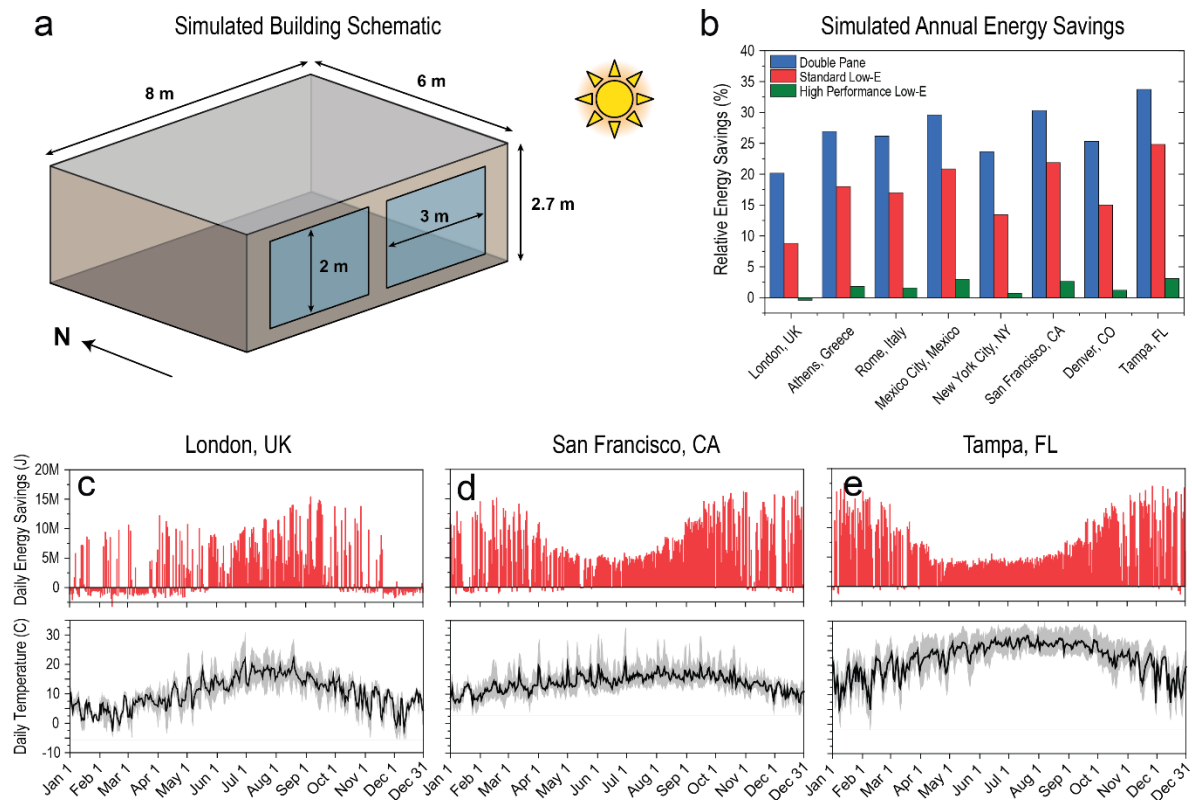 a
Simulated Building Schematic
8 m
6 m
2.7 m
3 m
2 m
N
b
Simulated Annual Energy Savings
Relative Energy Savings (%)
40
35
30
25
20
15
10
5
0
Double Pane
Standard Low-E
High Performance Low-E
London, UK
Athens, Greece
Rome, Italy
Mexico City, Mexico
New York City, NY
San Francisco, CA
Denver, CO
Tampa, FL
London, UK
c
Daily Energy Savings (J)
20M
15M
10M
5M
0
Daily Temperature (C)
30
20
10
0
-10
Jan 1
Feb 1
Mar 1
Apr 1
May 1
Jun 1
Jul 1
Aug 1
Sep 1
Oct 1
Nov 1
Dec 1
Dec 31
San Francisco, CA
d
Jan 1
Feb 1
Mar 1
Apr 1
May 1
Jun 1
Jul 1
Aug 1
Sep 1
Oct 1
Nov 1
Dec 1
Dec 31
Tampa, FL
e
Jan 1
Feb 1
Mar 1
Apr 1
May 1
Jun 1
Jul 1
Aug 1
Sep 1
Oct 1
Nov 1
Dec 1
Dec 31